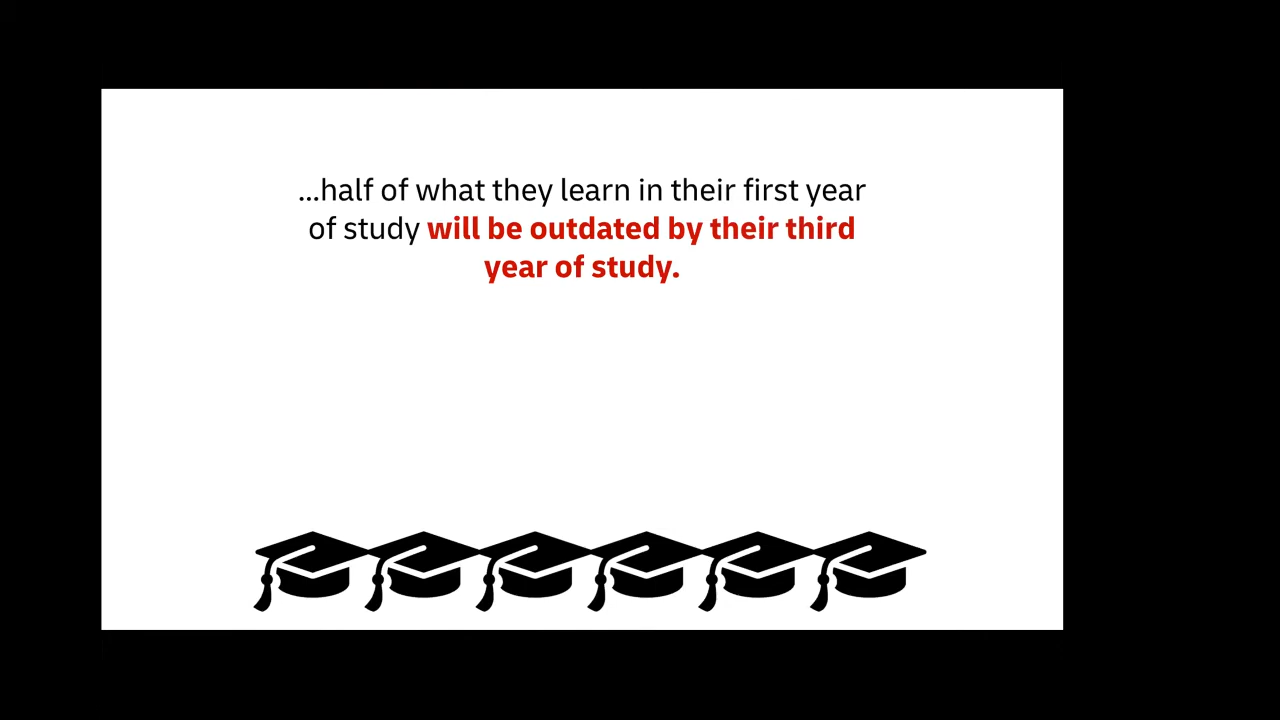 ...half of what they learn in their first year
of study will be outdated by their third
year of study.